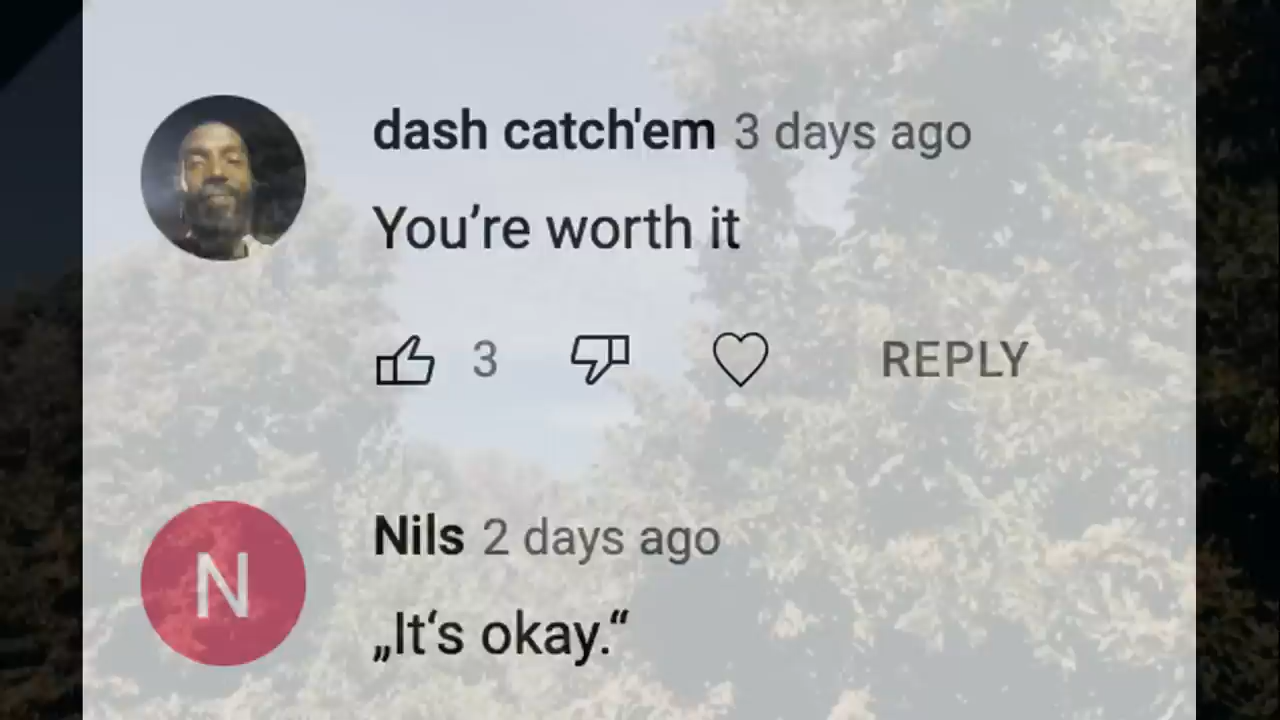 dash catch'em 3 days ago
You’re worth it
3 REPLY
N
Nils 2 days ago
„It‘s okay.“